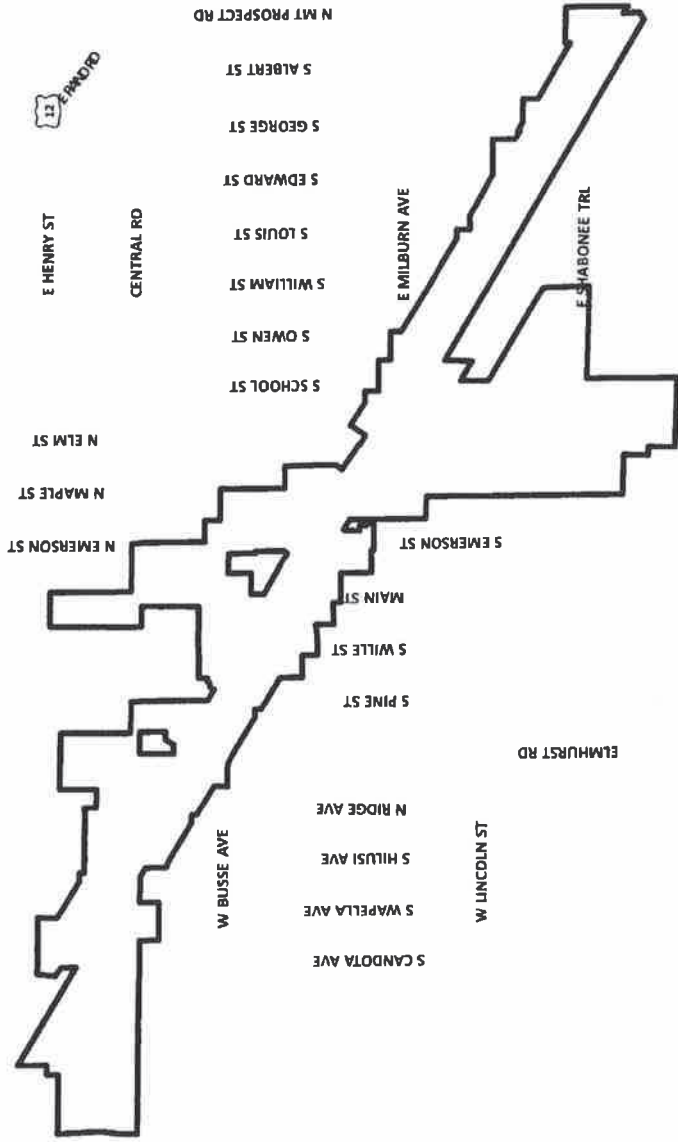 N MT PROSPECT RD
12
E RAND RD
S ALBERT ST
S GEORGE ST
S EDWARD ST
E HENRY ST
CENTRAL RD
S LOUIS ST
E MILBURN AVE
E SHABONEE TRL
S WILLIAM ST
S OWEN ST
S SCHOOL ST
N ELM ST
N MAPLE ST
N EMERSON ST
S EMERSON ST
MAIN ST
S WILLE ST
S PINE ST
ELMHURST RD
N RIDGE AVE
W BUSSE AVE
S HILUSI AVE
W LINCOLN ST
S WAPELLA AVE
S CANDOTA AVE